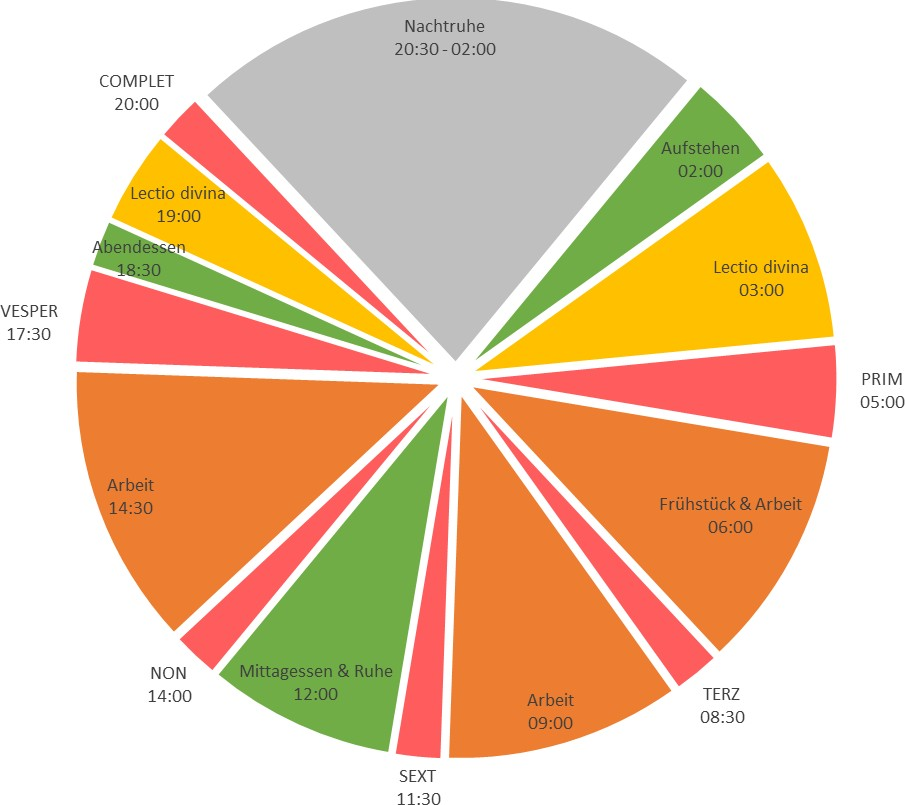 Nachtruhe
20:30 - 02:00
Aufstehen
02:00
Lectio divina
03:00
PRIM
05:00
Frühstück & Arbeit
06:00
TERZ
08:30
Arbeit
09:00
SEXT
11:30
Mittagessen & Ruhe
12:00
NON
14:00
Arbeit
14:30
VESPER
17:30
Abendessen
18:30
Lectio divina
19:00
COMPLET
20:00